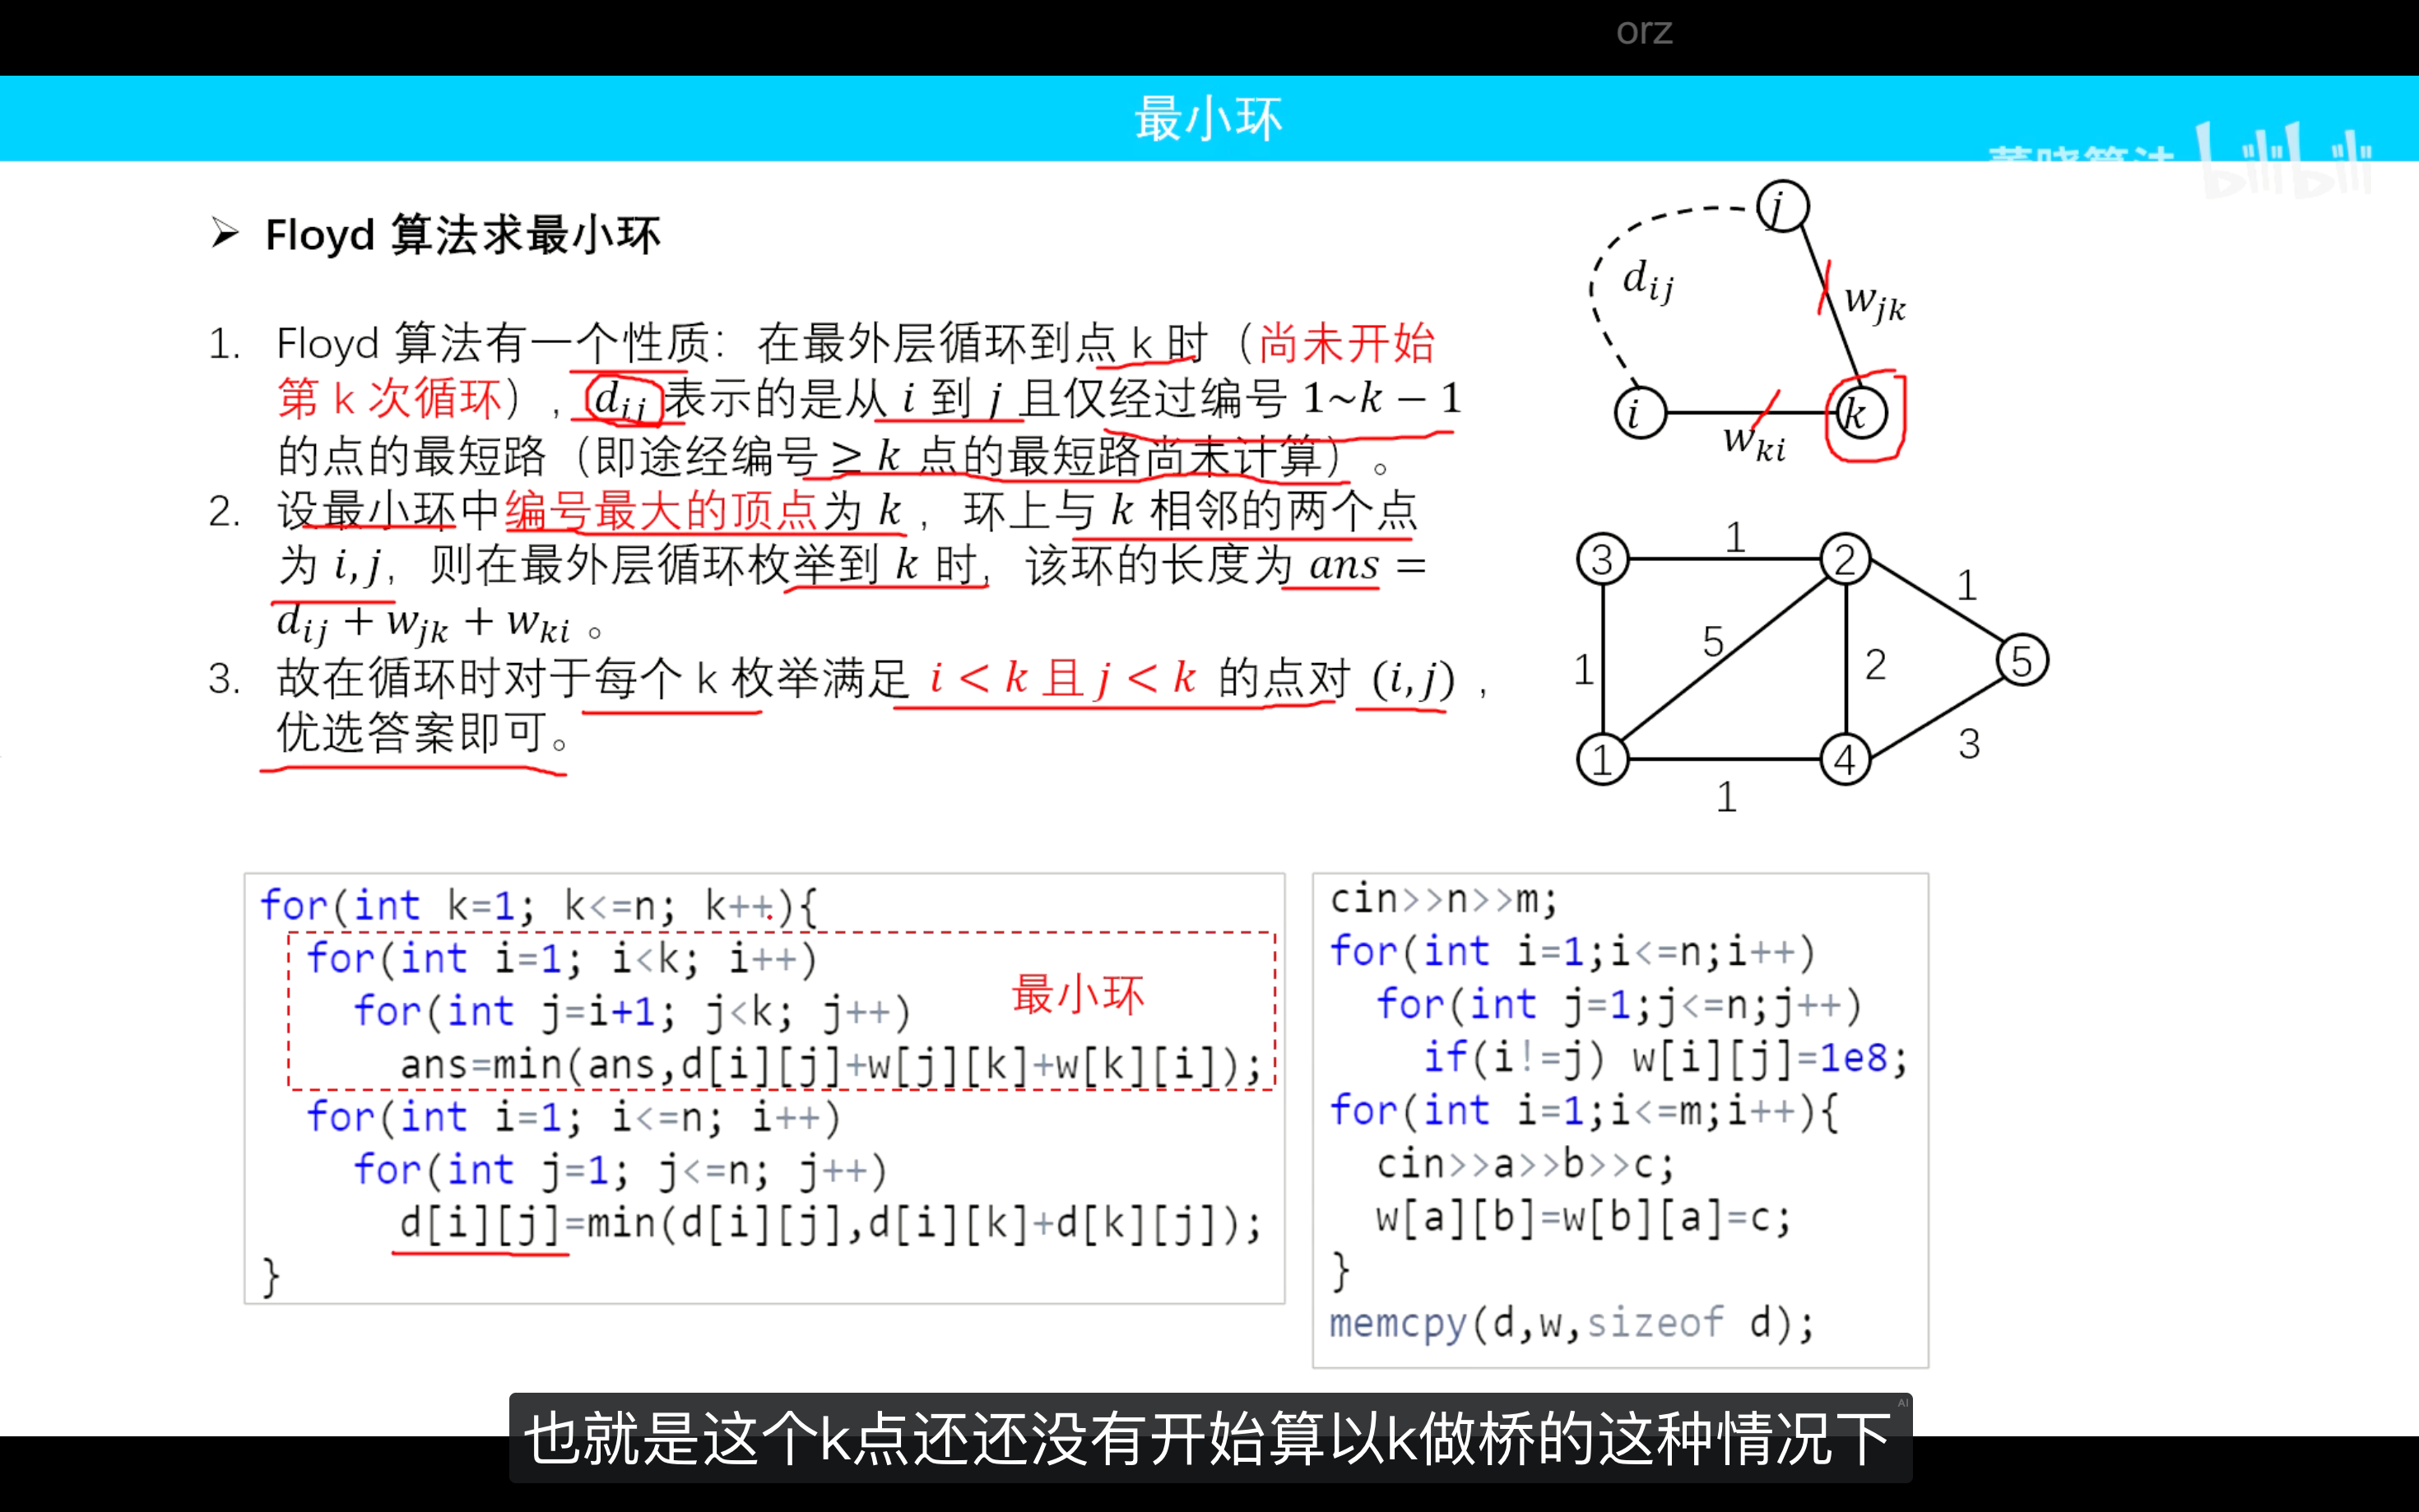 orz
最小环
bilibili
➢ Floyd 算法求最小环
1. Floyd 算法有一个性质：在最外层循环到点 k 时（尚未开始
第 k 次循环），d_ij 表示的是从 i 到 j 且仅经过编号 1~k − 1
的点的最短路（即途经编号 ≥ k 点的最短路尚未计算）。
2. 设最小环中编号最大的顶点为 k，环上与 k 相邻的两个点
为 i, j，则在最外层循环枚举到 k 时，该环的长度为 ans =
d_ij + w_jk + w_ki 。
3. 故在循环时对于每个 k 枚举满足 i < k 且 j < k 的点对 (i, j)，
优选答案即可。
j
d_ij
w_jk
i
k
w_ki
1
3
2
1
5
1
2
5
3
1
4
1
for(int k=1; k<=n; k++){
for(int i=1; i<k; i++)
for(int j=i+1; j<k; j++)
最小环
ans=min(ans,d[i][j]+w[j][k]+w[k][i]);
for(int i=1; i<=n; i++)
for(int j=1; j<=n; j++)
d[i][j]=min(d[i][j],d[i][k]+d[k][j]);
}
cin>>n>>m;
for(int i=1;i<=n;i++)
for(int j=1;j<=n;j++)
if(i!=j) w[i][j]=1e8;
for(int i=1;i<=m;i++){
cin>>a>>b>>c;
w[a][b]=w[b][a]=c;
}
memcpy(d,w,sizeof d);
AI
也就是这个k点还还没有开始算以k做桥的这种情况下